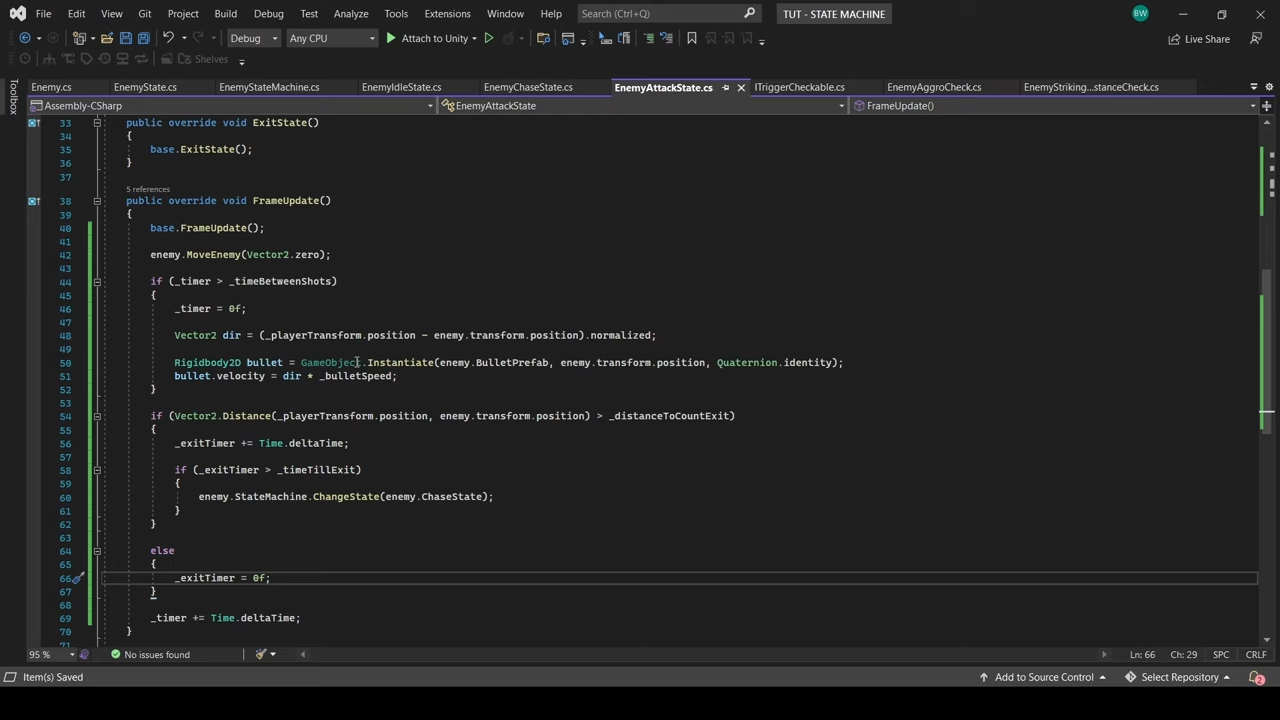 File Edit View Git Project Build Debug Test Analyze Tools Extensions Window Help Search (Ctrl+Q) TUT - STATE MACHINE BW
Debug Any CPU Attach to Unity Live Share
Shelves
Toolbox
Enemy.cs EnemyState.cs EnemyStateMachine.cs EnemyIdleState.cs EnemyChaseState.cs EnemyAttackState.cs ITriggerCheckable.cs EnemyAggroCheck.cs EnemyStriking...stanceCheck.cs
Assembly-CSharp EnemyAttackState FrameUpdate()
33 public override void ExitState()
34 {
35 base.ExitState();
36 }
37
5 references
38 public override void FrameUpdate()
39 {
40 base.FrameUpdate();
41
42 enemy.MoveEnemy(Vector2.zero);
43
44 if (_timer > _timeBetweenShots)
45 {
46 _timer = 0f;
47
48 Vector2 dir = (_playerTransform.position - enemy.transform.position).normalized;
49
50 Rigidbody2D bullet = GameObject.Instantiate(enemy.BulletPrefab, enemy.transform.position, Quaternion.identity);
51 bullet.velocity = dir * _bulletSpeed;
52 }
53
54 if (Vector2.Distance(_playerTransform.position, enemy.transform.position) > _distanceToCountExit)
55 {
56 _exitTimer += Time.deltaTime;
57
58 if (_exitTimer > _timeTillExit)
59 {
60 enemy.StateMachine.ChangeState(enemy.ChaseState);
61 }
62 }
63
64 else
65 {
66 _exitTimer = 0f;
67 }
68
69 _timer += Time.deltaTime;
70 }
71
95 % No issues found Ln: 66 Ch: 29 SPC CRLF
Item(s) Saved Add to Source Control Select Repository 2